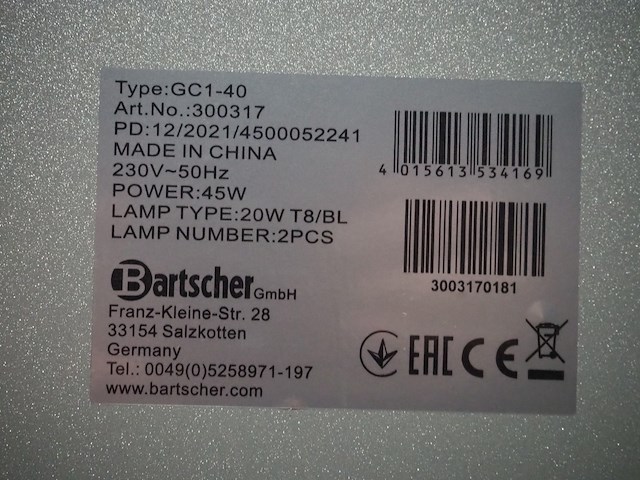 Type:GC1-40
Art.No.:300317
PD:12/2021/4500052241
MADE IN CHINA
230V~50Hz
POWER:45W
LAMP TYPE:20W T8/BL
LAMP NUMBER:2PCS
4 015613 534169
3003170181
Bartscher GmbH
Franz-Kleine-Str. 28
33154 Salzkotten
Germany
Tel.: 0049(0)5258971-197
www.bartscher.com
EAC CE